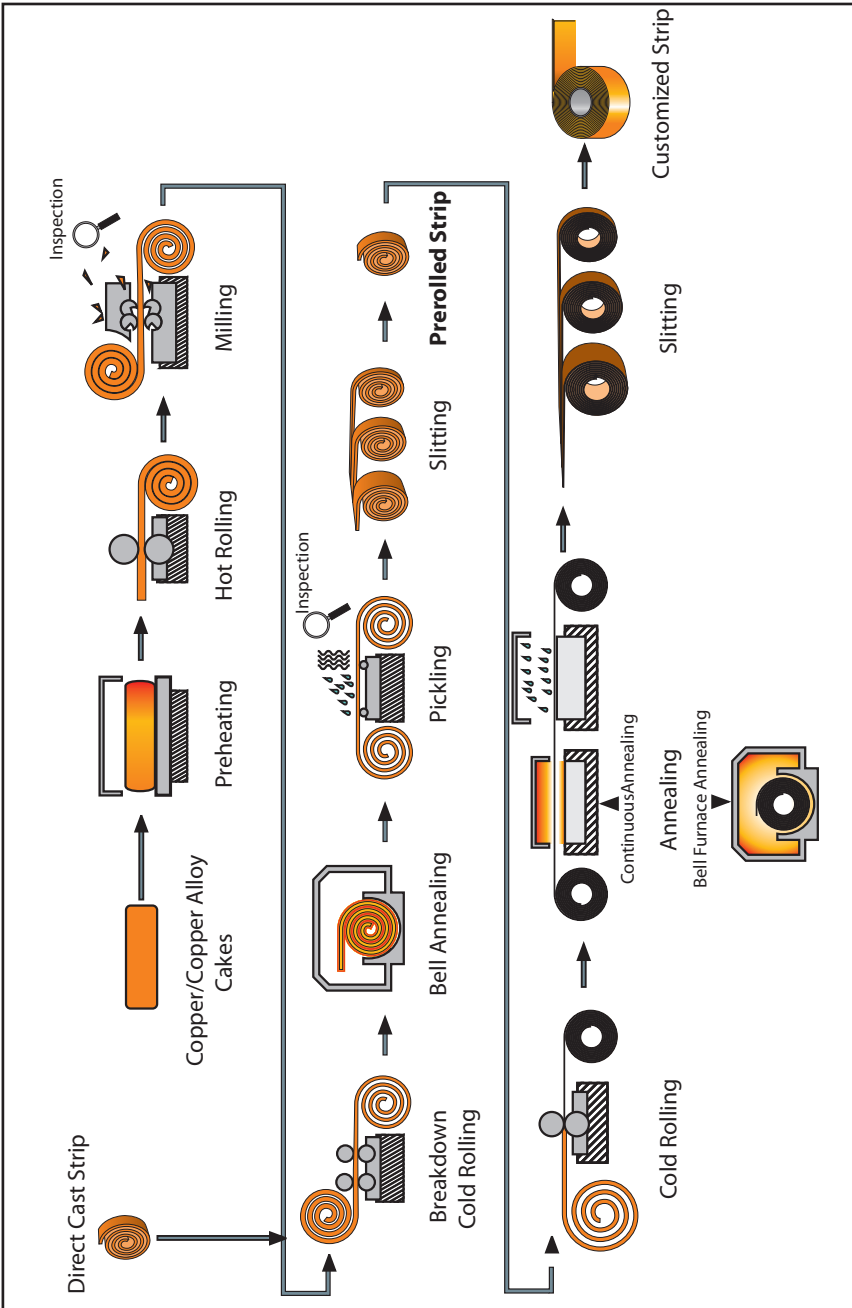 Direct Cast Strip
Copper/Copper Alloy
Cakes
Preheating
Hot Rolling
Milling
Inspection
Breakdown
Cold Rolling
Bell Annealing
Pickling
Inspection
Slitting
Prerolled Strip
Cold Rolling
ContinuousAnnealing
Annealing
Bell Furnace Annealing
Slitting
Customized Strip